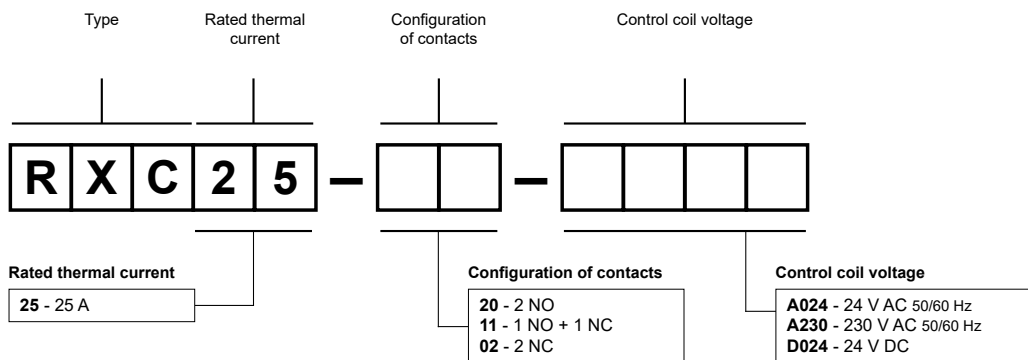 Type
Rated thermal
current
Configuration
of contacts
Control coil voltage
R X C 2 5 – –
Rated thermal current
25 - 25 A
Configuration of contacts
20 - 2 NO
11 - 1 NO + 1 NC
02 - 2 NC
Control coil voltage
A024 - 24 V AC 50/60 Hz
A230 - 230 V AC 50/60 Hz
D024 - 24 V DC